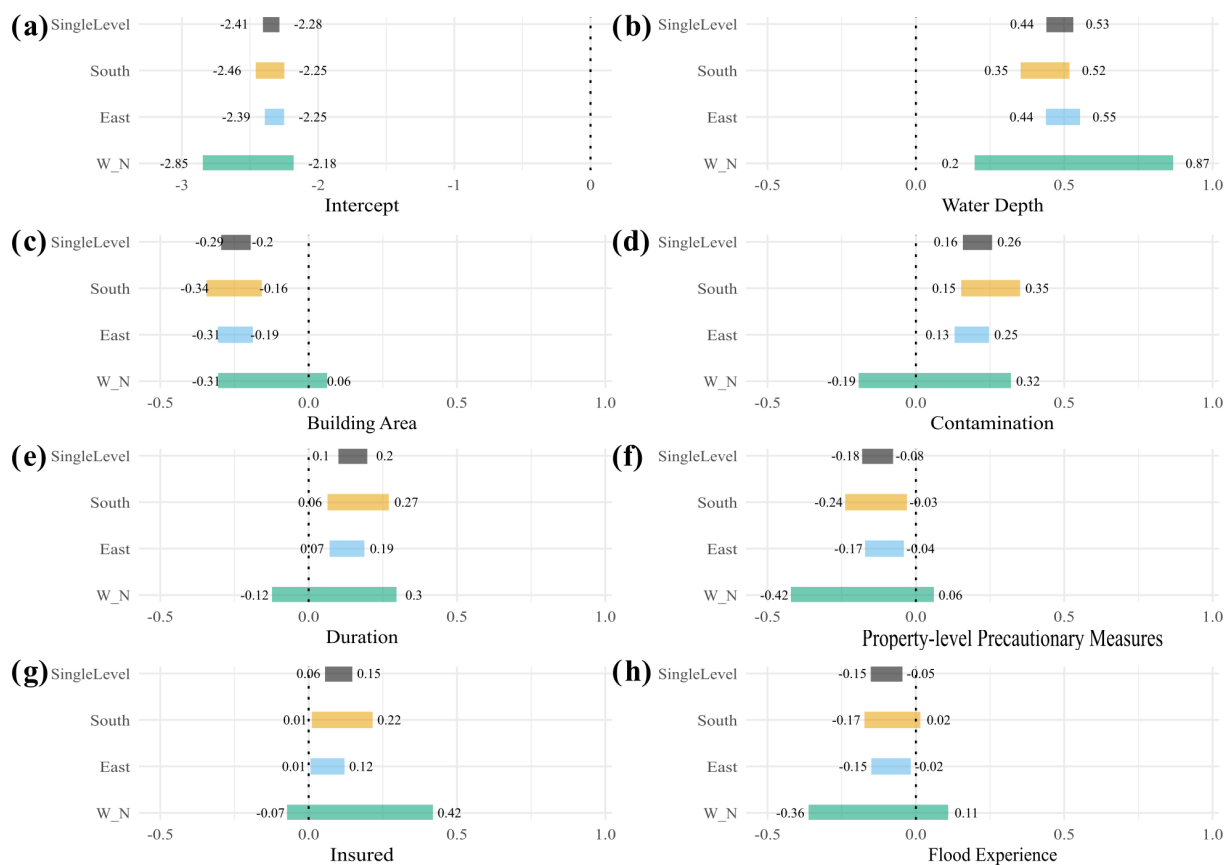 (a)
SingleLevel -2.41 -2.28
South -2.46 -2.25
East -2.39 -2.25
W_N -2.85 -2.18
-3 -2 -1 0
Intercept
(b)
SingleLevel 0.44 0.53
South 0.35 0.52
East 0.44 0.55
W_N 0.2 0.87
-0.5 0.0 0.5 1.0
Water Depth
(c)
SingleLevel -0.29 -0.2
South -0.34 -0.16
East -0.31 -0.19
W_N -0.31 0.06
-0.5 0.0 0.5 1.0
Building Area
(d)
SingleLevel 0.16 0.26
South 0.15 0.35
East 0.13 0.25
W_N -0.19 0.32
-0.5 0.0 0.5 1.0
Contamination
(e)
SingleLevel 0.1 0.2
South 0.06 0.27
East 0.07 0.19
W_N -0.12 0.3
-0.5 0.0 0.5 1.0
Duration
(f)
SingleLevel -0.18 -0.08
South -0.24 -0.03
East -0.17 -0.04
W_N -0.42 0.06
-0.5 0.0 0.5 1.0
Property-level Precautionary Measures
(g)
SingleLevel 0.06 0.15
South 0.01 0.22
East 0.01 0.12
W_N -0.07 0.42
-0.5 0.0 0.5 1.0
Insured
(h)
SingleLevel -0.15 -0.05
South -0.17 0.02
East -0.15 -0.02
W_N -0.36 0.11
-0.5 0.0 0.5 1.0
Flood Experience